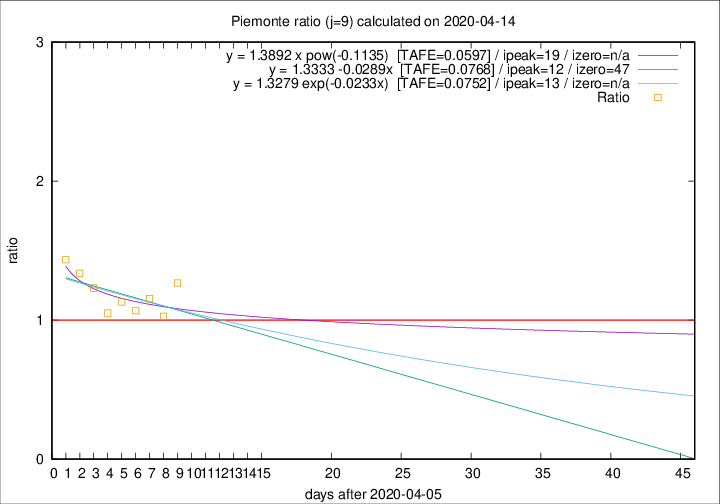 Piemonte ratio (j=9) calculated on 2020-04-14
y = 1.3892 x pow(-0.1135) [TAFE=0.0597] / ipeak=19 / izero=n/a
y = 1.3333 -0.0289x [TAFE=0.0768] / ipeak=12 / izero=47
y = 1.3279 exp(-0.0233x) [TAFE=0.0752] / ipeak=13 / izero=n/a
Ratio
3
2
1
0
ratio
0 1 2 3 4 5 6 7 8 9 10 11 12 13 14 15 20 25 30 35 40 45
days after 2020-04-05